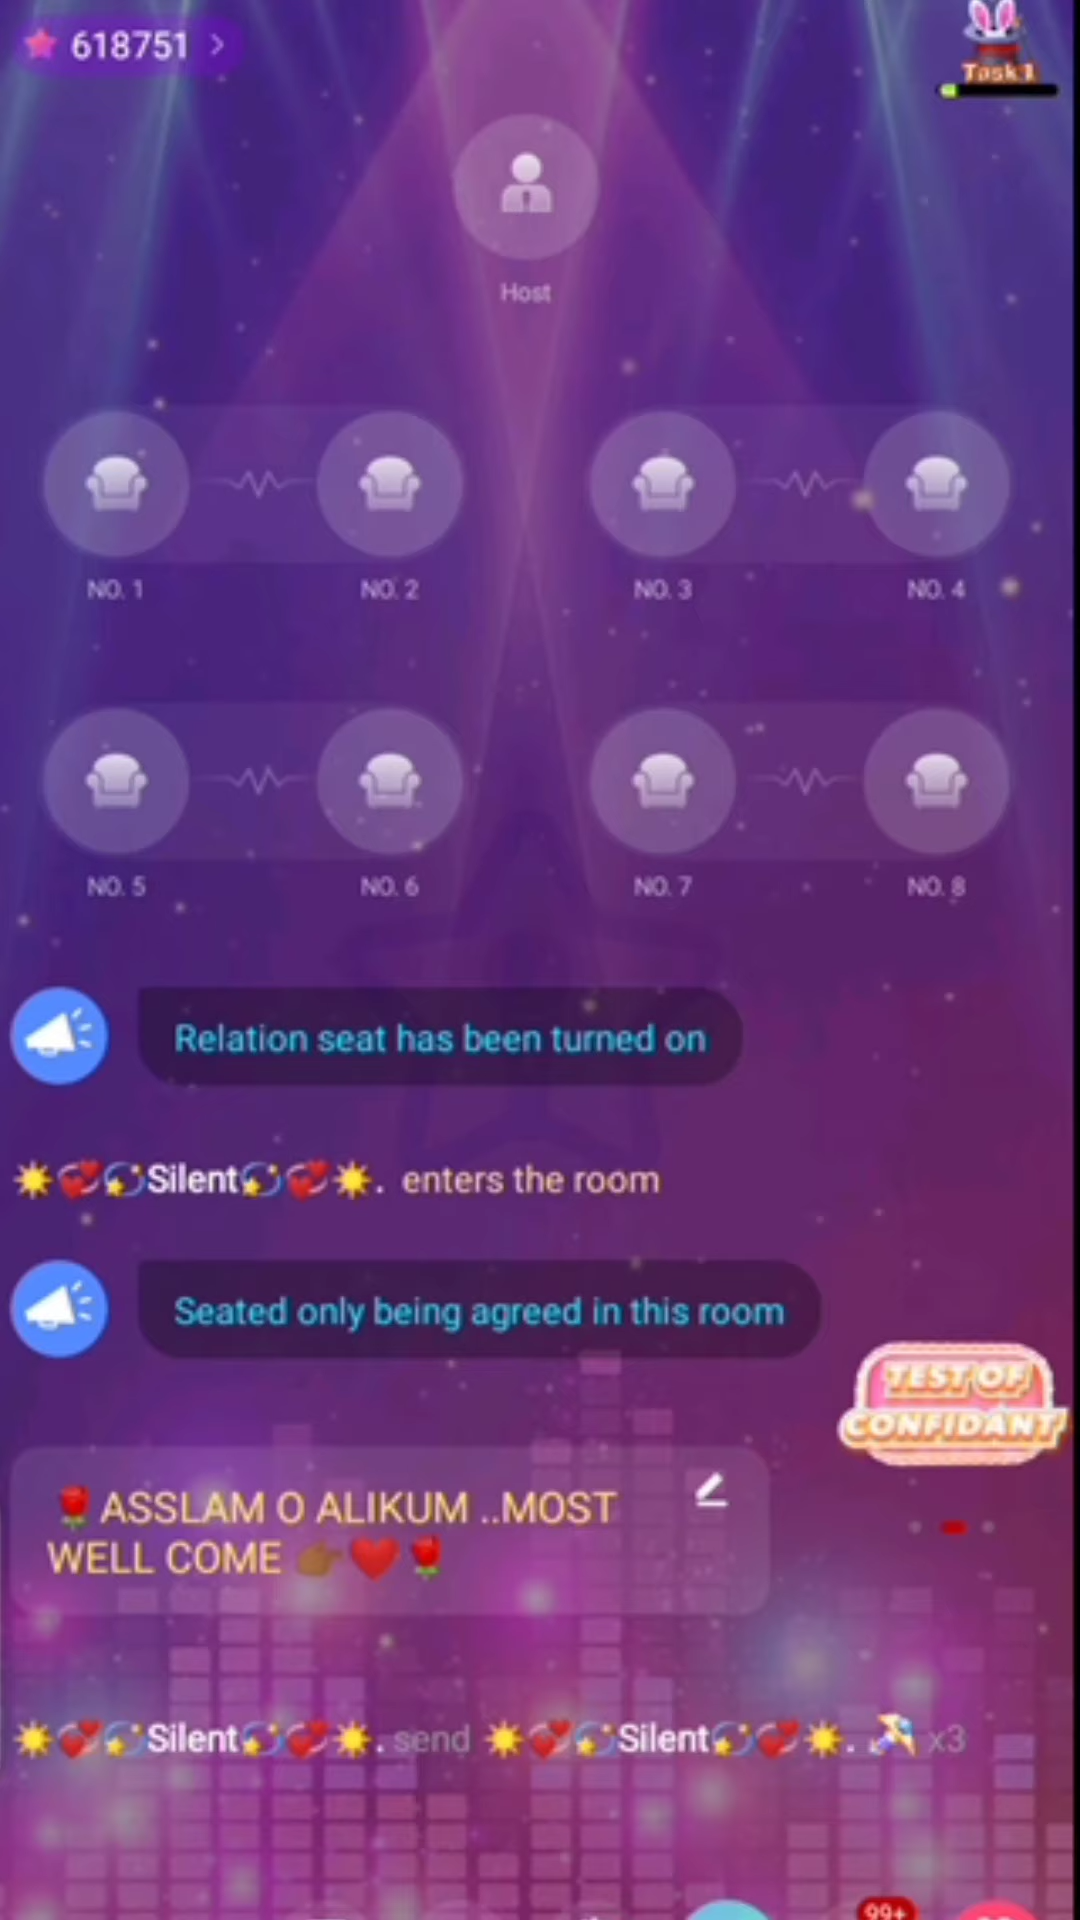 618751 >
Task 1
Host
NO. 1 NO. 2 NO. 3 NO. 4
NO. 5 NO. 6 NO. 7 NO. 8
Relation seat has been turned on
☀️💞💫Silent💫💞☀️. enters the room
Seated only being agreed in this room
TEST OF
CONFIDANT
🌹ASSLAM O ALIKUM ..MOST
WELL COME 👉🏾❤️🌹
☀️💞💫Silent💫💞☀️. send ☀️💞💫Silent💫💞☀️. x3
99+